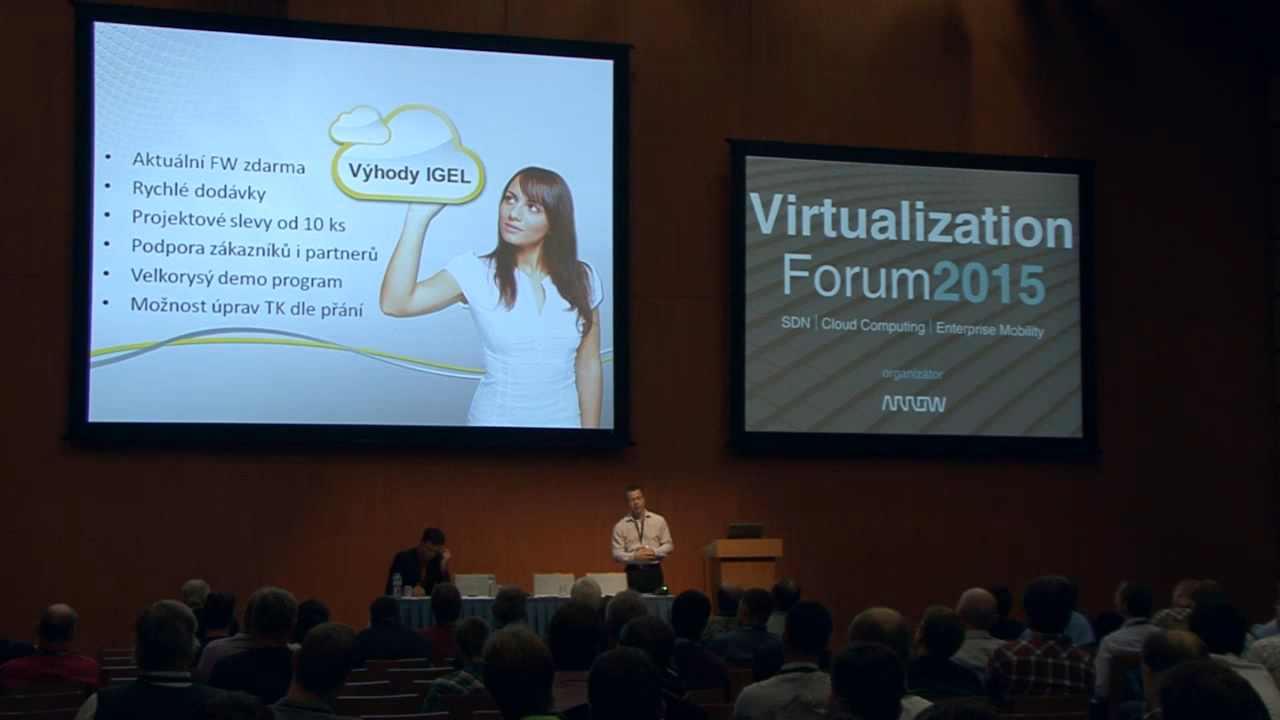 Výhody IGEL
• Aktuální FW zdarma
• Rychlé dodávky
• Projektové slevy od 10 ks
• Podpora zákazníků i partnerů
• Velkorysý demo program
• Možnost úprav TK dle přání
Virtualization
Forum2015
SDN | Cloud Computing | Enterprise Mobility
organizátor
ARROW